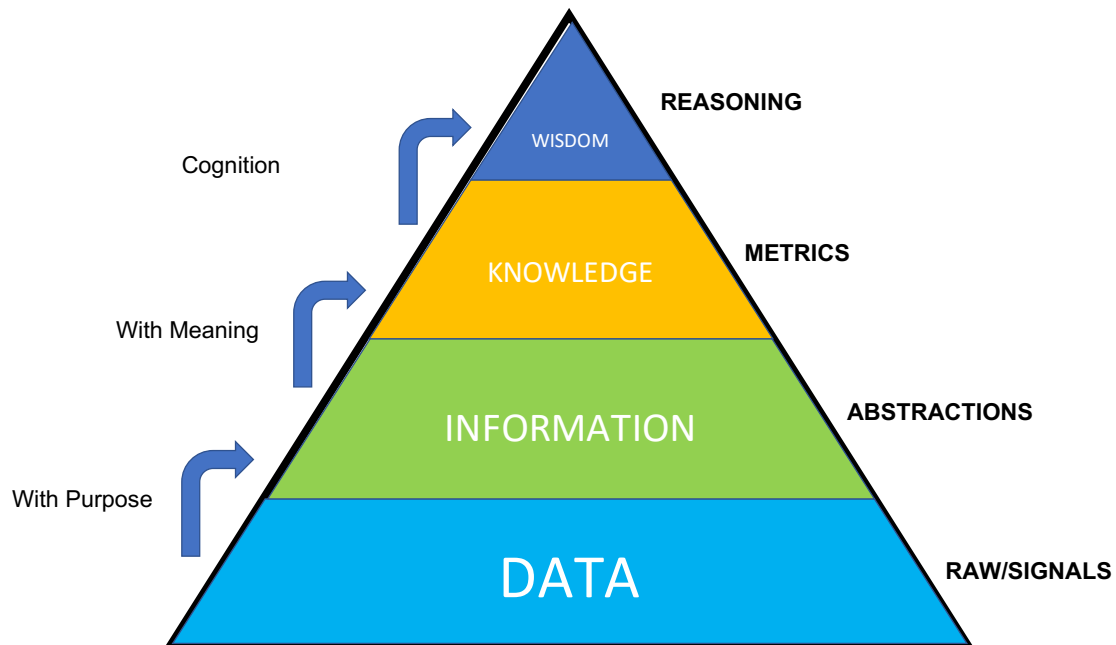 REASONING
WISDOM
Cognition
METRICS
KNOWLEDGE
With Meaning
ABSTRACTIONS
INFORMATION
With Purpose
RAW/SIGNALS
DATA